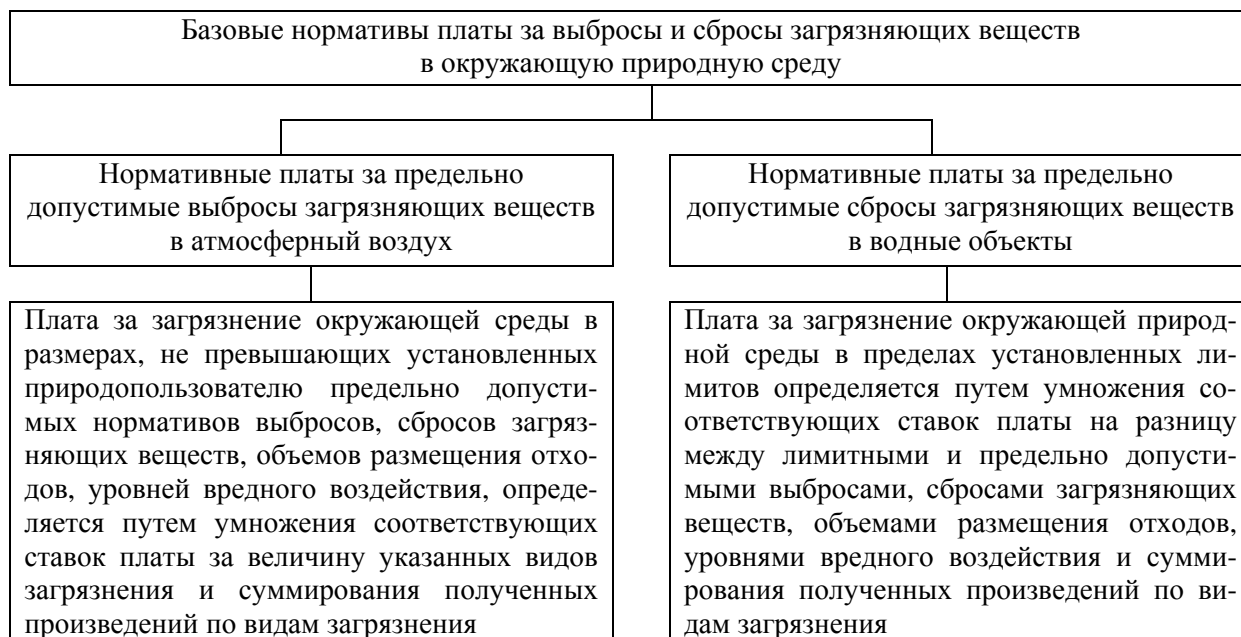 Базовые нормативы платы за выбросы и сбросы загрязняющих веществ
в окружающую природную среду
Нормативные платы за предельно
допустимые выбросы загрязняющих веществ
в атмосферный воздух
Нормативные платы за предельно
допустимые сбросы загрязняющих веществ
в водные объекты
Плата за загрязнение окружающей среды в
размерах, не превышающих установленных
природопользователю предельно допусти-
мых нормативов выбросов, сбросов загряз-
няющих веществ, объемов размещения отхо-
дов, уровней вредного воздействия, опреде-
ляется путем умножения соответствующих
ставок платы за величину указанных видов
загрязнения и суммирования полученных
произведений по видам загрязнения
Плата за загрязнение окружающей природ-
ной среды в пределах установленных ли-
митов определяется путем умножения со-
ответствующих ставок платы на разницу
между лимитными и предельно допусти-
мыми выбросами, сбросами загрязняющих
веществ, объемами размещения отходов,
уровнями вредного воздействия и сумми-
рования полученных произведений по ви-
дам загрязнения